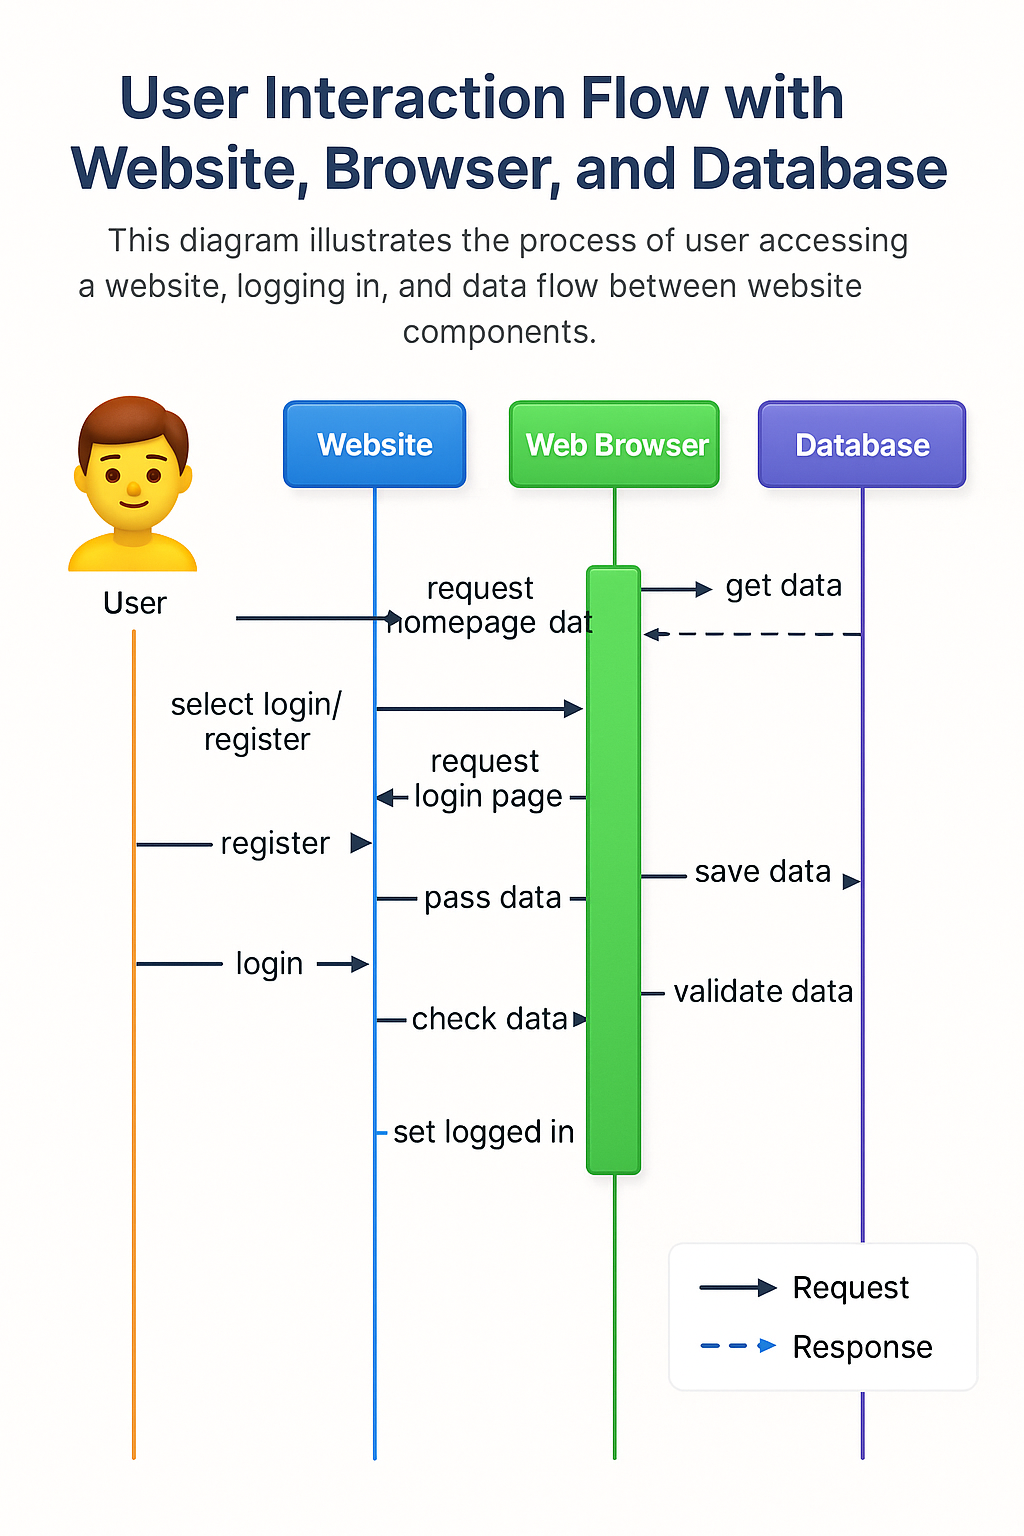 User Interaction Flow with
Website, Browser, and Database
This diagram illustrates the process of user accessing
a website, logging in, and data flow between website
components.
Website
Web Browser
Database
User
request
homepage dat
get data
select login/
register
request
login page
register
save data
pass data
login
validate data
check data
set logged in
Request
Response